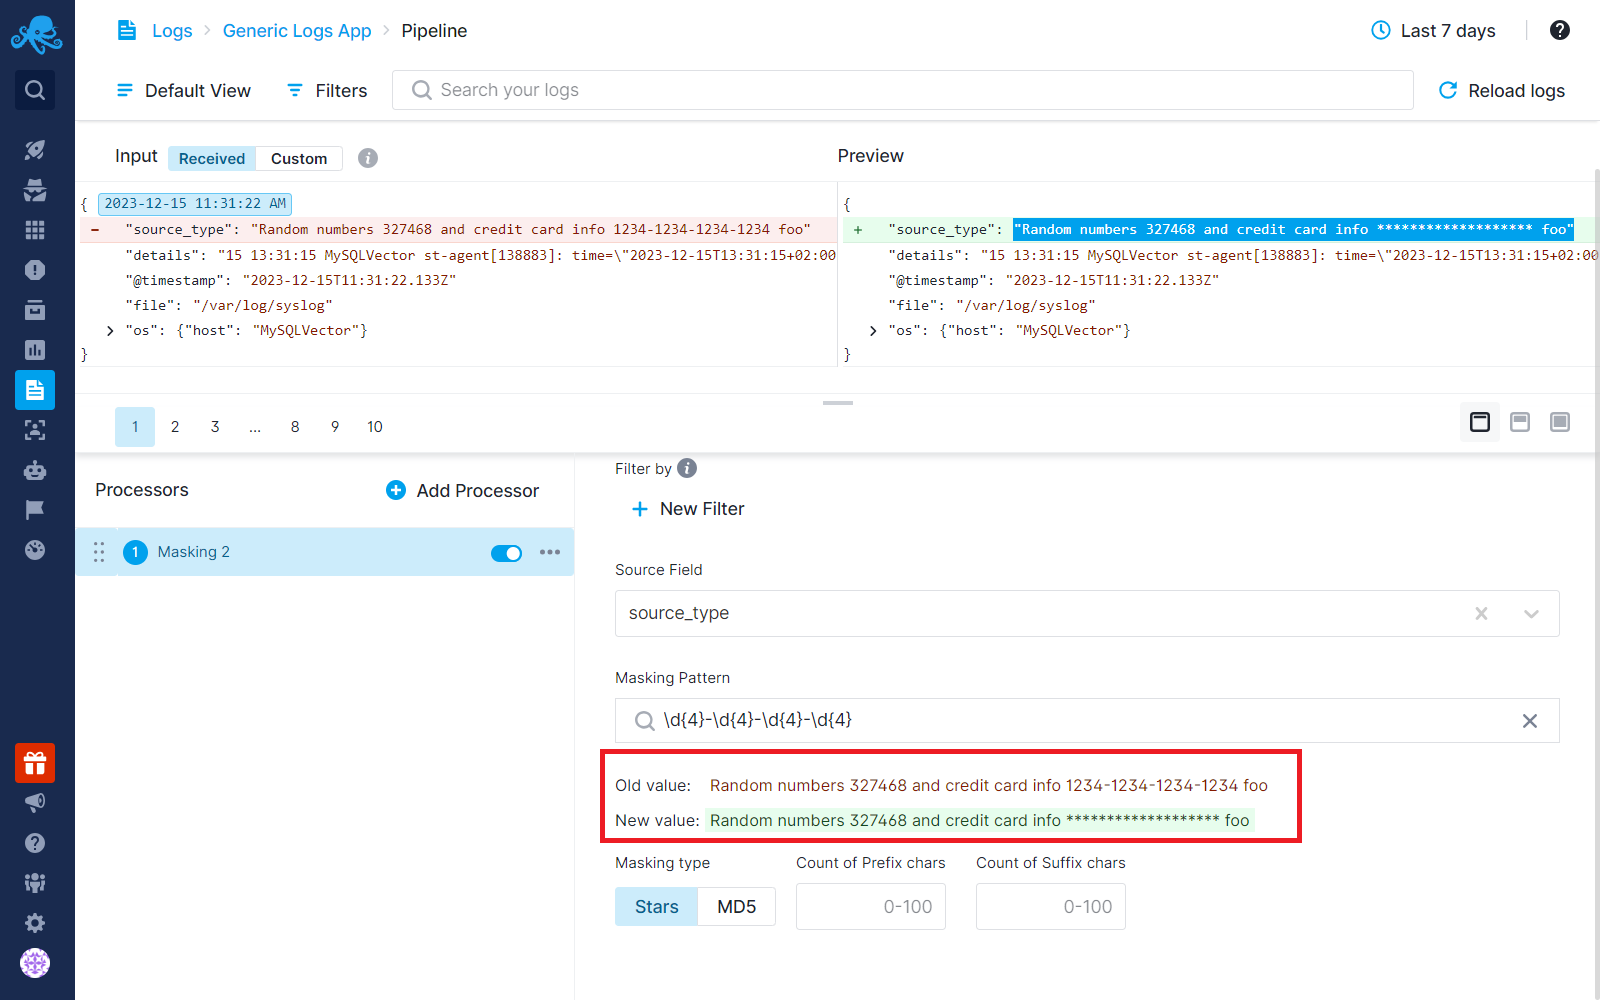 Logs > Generic Logs App > Pipeline
Last 7 days
Default View
Filters
Search your logs
Reload logs
Input
Received
Custom
Preview
{ 2023-12-15 11:31:22 AM
- "source_type": "Random numbers 327468 and credit card info 1234-1234-1234-1234 foo"
"details": "15 13:31:15 MySQLVector st-agent[138883]: time=\"2023-12-15T13:31:15+02:00
"@timestamp": "2023-12-15T11:31:22.133Z"
"file": "/var/log/syslog"
> "os": {"host": "MySQLVector"}
}
{
+ "source_type": "Random numbers 327468 and credit card info ******************* foo"
"details": "15 13:31:15 MySQLVector st-agent[138883]: time=\"2023-12-15T13:31:15+02:00
"@timestamp": "2023-12-15T11:31:22.133Z"
"file": "/var/log/syslog"
> "os": {"host": "MySQLVector"}
}
1 2 3 ... 8 9 10
Processors
Add Processor
1 Masking 2
Filter by
New Filter
Source Field
source_type
Masking Pattern
\d{4}-\d{4}-\d{4}-\d{4}
Old value: Random numbers 327468 and credit card info 1234-1234-1234-1234 foo
New value: Random numbers 327468 and credit card info ******************* foo
Masking type
Count of Prefix chars
Count of Suffix chars
Stars
MD5
0-100
0-100